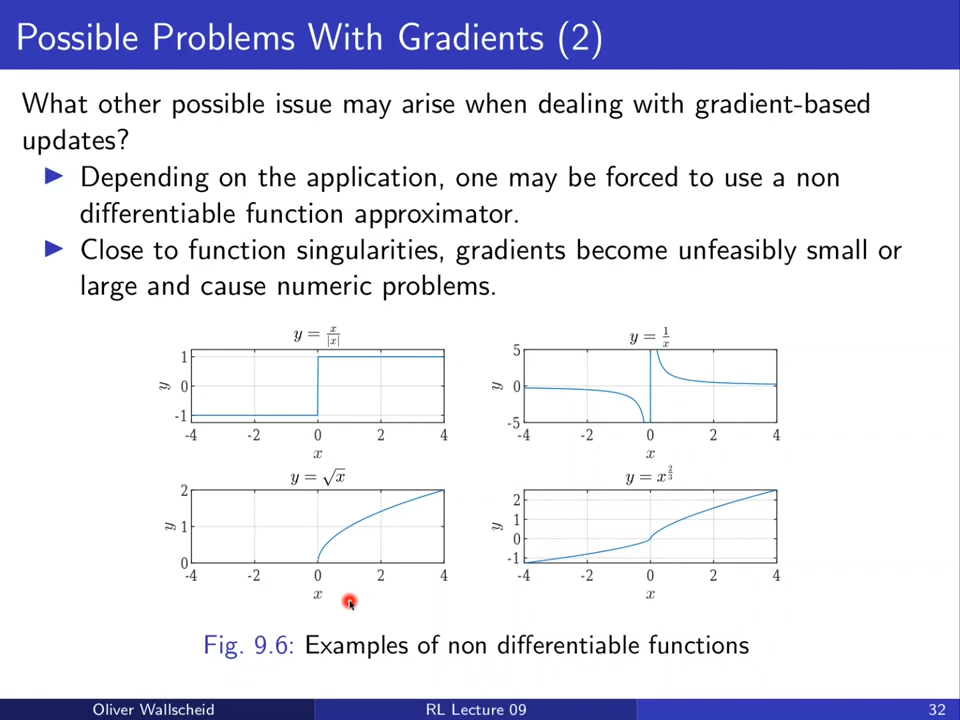 Possible Problems With Gradients (2)
What other possible issue may arise when dealing with gradient-based
updates?
Depending on the application, one may be forced to use a non
differentiable function approximator.
Close to function singularities, gradients become unfeasibly small or
large and cause numeric problems.
y = x/|x|
1
0
-1
y
-4 -2 0 2 4
x
y = 1/x
5
0
-5
y
-4 -2 0 2 4
x
y = √x
2
1
0
y
-4 -2 0 2 4
x
y = x^(2/3)
2
1
0
-1
y
-4 -2 0 2 4
x
Fig. 9.6: Examples of non differentiable functions
Oliver Wallscheid RL Lecture 09 32